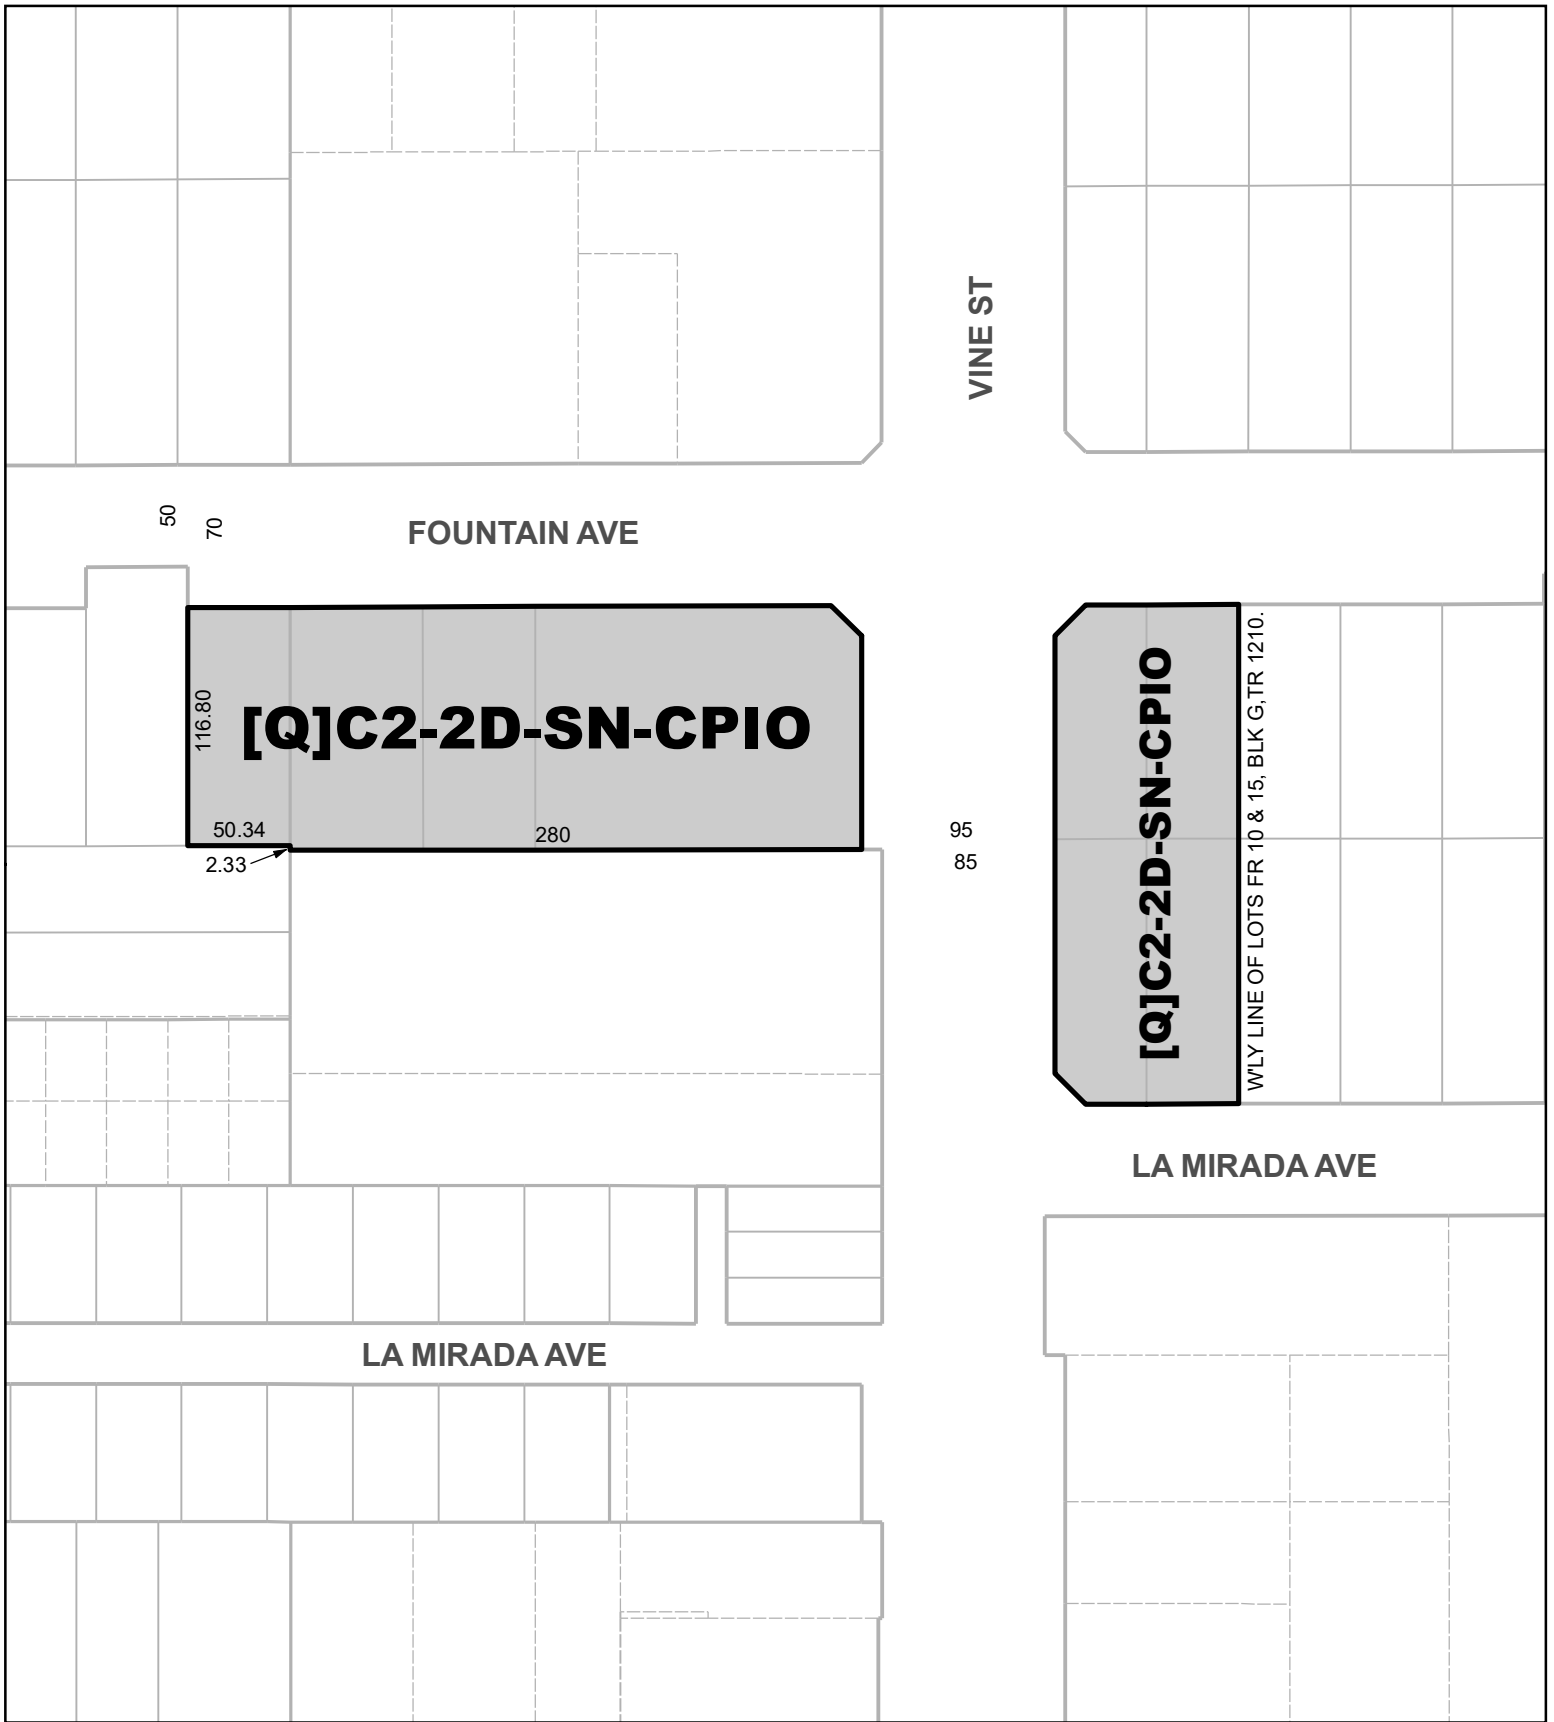 VINE ST
50
70
FOUNTAIN AVE
116.80
[Q]C2-2D-SN-CPIO
50.34
280
2.33
95
85
[Q]C2-2D-SN-CPIO
W'LY LINE OF LOTS FR 10 & 15, BLK G,TR 1210.
LA MIRADA AVE
LA MIRADA AVE